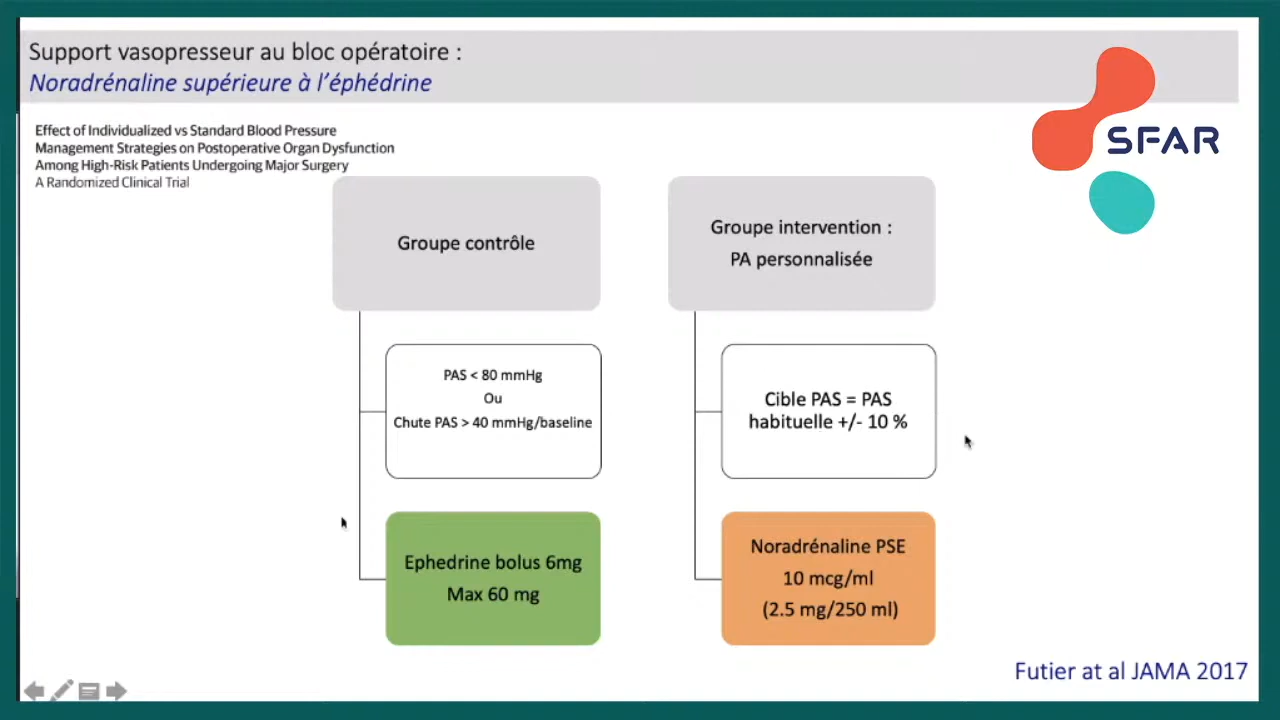 Support vasopresseur au bloc opératoire :
Noradrénaline supérieure à l'éphédrine
Effect of Individualized vs Standard Blood Pressure
Management Strategies on Postoperative Organ Dysfunction
Among High-Risk Patients Undergoing Major Surgery
A Randomized Clinical Trial
SFAR
Groupe contrôle
PAS < 80 mmHg
Ou
Chute PAS > 40 mmHg/baseline
Ephedrine bolus 6mg
Max 60 mg
Groupe intervention :
PA personnalisée
Cible PAS = PAS
habituelle +/- 10 %
Noradrénaline PSE
10 mcg/ml
(2.5 mg/250 ml)
Futier at al JAMA 2017